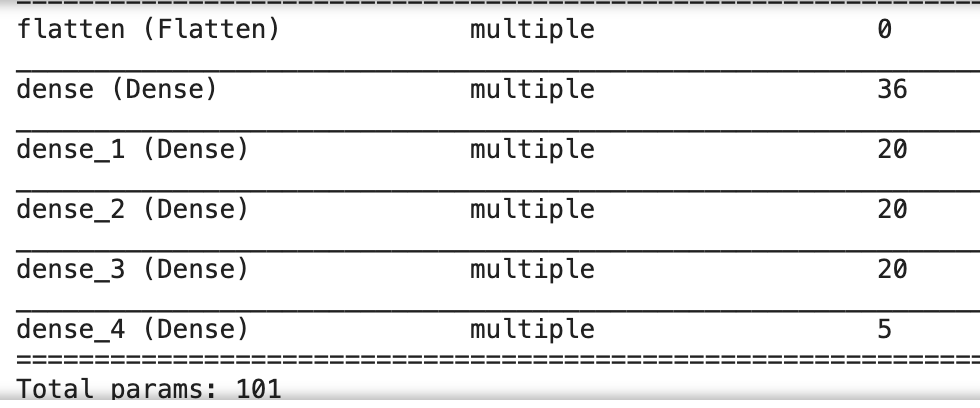 flatten (Flatten) multiple 0
dense (Dense) multiple 36
dense_1 (Dense) multiple 20
dense_2 (Dense) multiple 20
dense_3 (Dense) multiple 20
dense_4 (Dense) multiple 5
Total params: 101